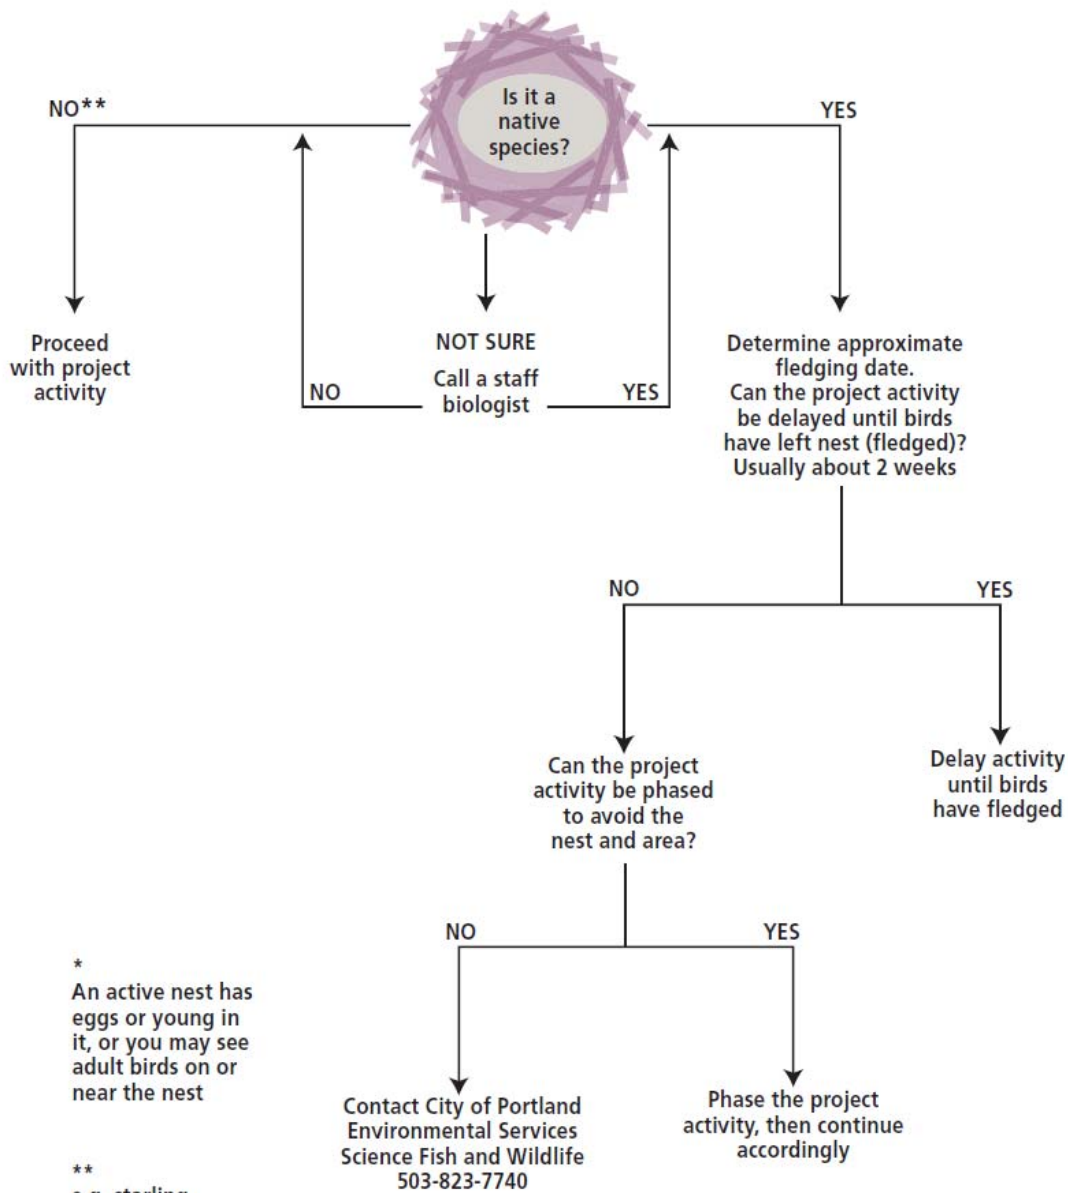 Is it a
native
species?
NO**
YES
Proceed
with project
activity
NOT SURE
Call a staff
biologist
NO
YES
Determine approximate
fledging date.
Can the project activity
be delayed until birds
have left nest (fledged)?
Usually about 2 weeks
NO
YES
Can the project
activity be phased
to avoid the
nest and area?
Delay activity
until birds
have fledged
NO
YES
Contact City of Portland
Environmental Services
Science Fish and Wildlife
503-823-7740
Phase the project
activity, then continue
accordingly
*
An active nest has
eggs or young in
it, or you may see
adult birds on or
near the nest
**
e.g. starling